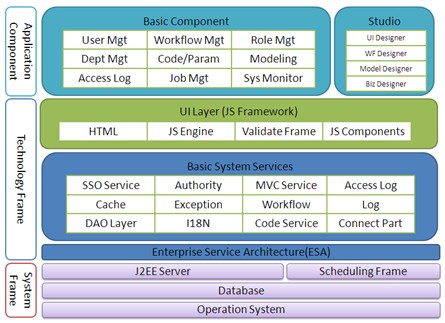 Application Component
Basic Component
User Mgt
Workflow Mgt
Role Mgt
Dept Mgt
Code/Param
Modeling
Access Log
Job Mgt
Sys Monitor
Studio
UI Designer
WF Designer
Model Designer
Biz Designer
Technology Frame
UI Layer (JS Framework)
HTML
JS Engine
Validate Frame
JS Components
Basic System Services
SSO Service
Authority
MVC Service
Access Log
Cache
Exception
Workflow
Log
DAO Layer
I18N
Code Service
Connect Part
Enterprise Service Architecture(ESA)
System Frame
J2EE Server
Scheduling Frame
Database
Operation System